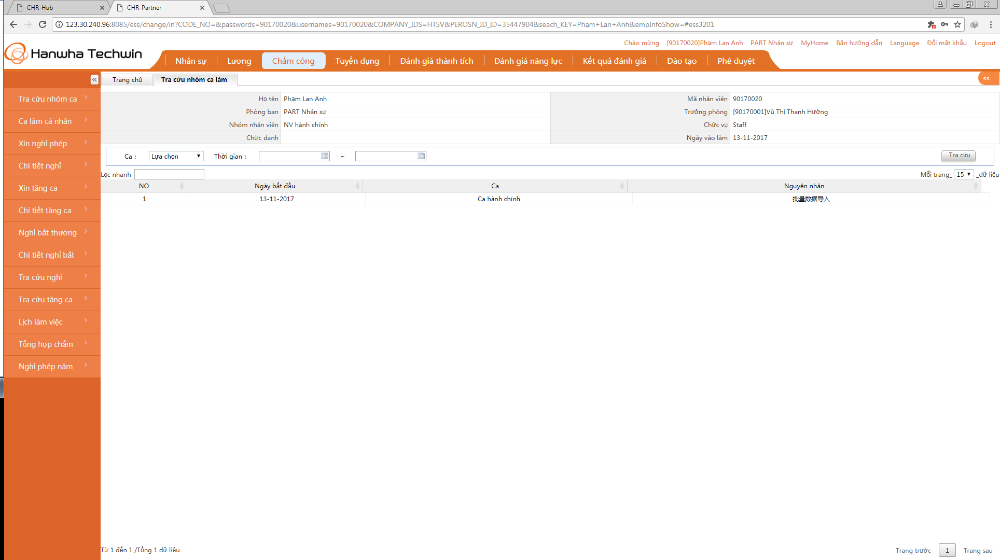 CHR-Hub
CHR-Partner
123.30.240.96:8085/ess/change/in?CODE_NO=&passwords=90170020&usernames=90170020&COMPANY_IDS=HTSV&PEROSN_ID_ID=35447904&seach_KEY=Phạm+Lan+Anh&empInfoShow=#ess3201
Chào mừng [90170020]Phạm Lan Anh PART Nhân sự MyHome Bản hướng dẫn Language Đổi mật khẩu Logout
Hanwha Techwin
Nhân sự Lương Chấm công Tuyển dụng Đánh giá thành tích Đánh giá năng lực Kết quả đánh giá Đào tạo Phê duyệt
Trang chủ Tra cứu nhóm ca làm <<
Tra cứu nhóm ca
Ca làm cá nhân
Xin nghỉ phép
Chi tiết nghỉ
Xin tăng ca
Chi tiết tăng ca
Nghỉ bất thường
Chi tiết nghỉ bất
Tra cứu nghỉ
Tra cứu tăng ca
Lịch làm việc
Tổng hợp chấm
Nghỉ phép năm
Họ tên Phạm Lan Anh Mã nhân viên 90170020
Phòng ban PART Nhân sự Trưởng phòng [90170001]Vũ Thị Thanh Hường
Nhóm nhân viên NV hành chính Chức vụ Staff
Chức danh Ngày vào làm 13-11-2017
Ca : Lựa chọn Thời gian : ~ Tra cứu
Lọc nhanh Mỗi trang_ 15 _dữ liệu
NO Ngày bắt đầu Ca Nguyên nhân
1 13-11-2017 Ca hành chính 批量数据导入
Từ 1 đến 1 /Tổng 1 dữ liệu Trang trước 1 Trang sau